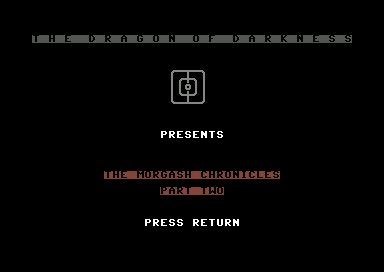 THE DRAGON OF DARKNESS
PRESENTS
THE MORGASH CHRONICLES
PART TWO
PRESS RETURN